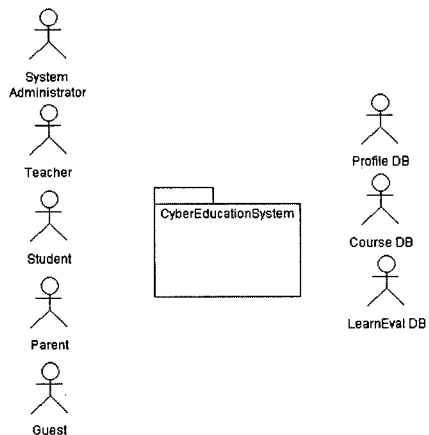 System
Administrator
Teacher
Student
Parent
Guest
CyberEducationSystem
Profile DB
Course DB
LearnEval DB